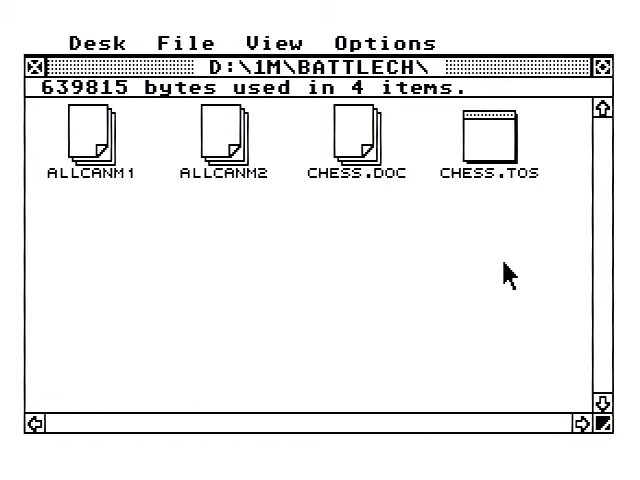 Desk File View Options
D:\1M\BATTLECH\
639815 bytes used in 4 items.
ALLCANM1 ALLCANM2 CHESS.DOC CHESS.TOS